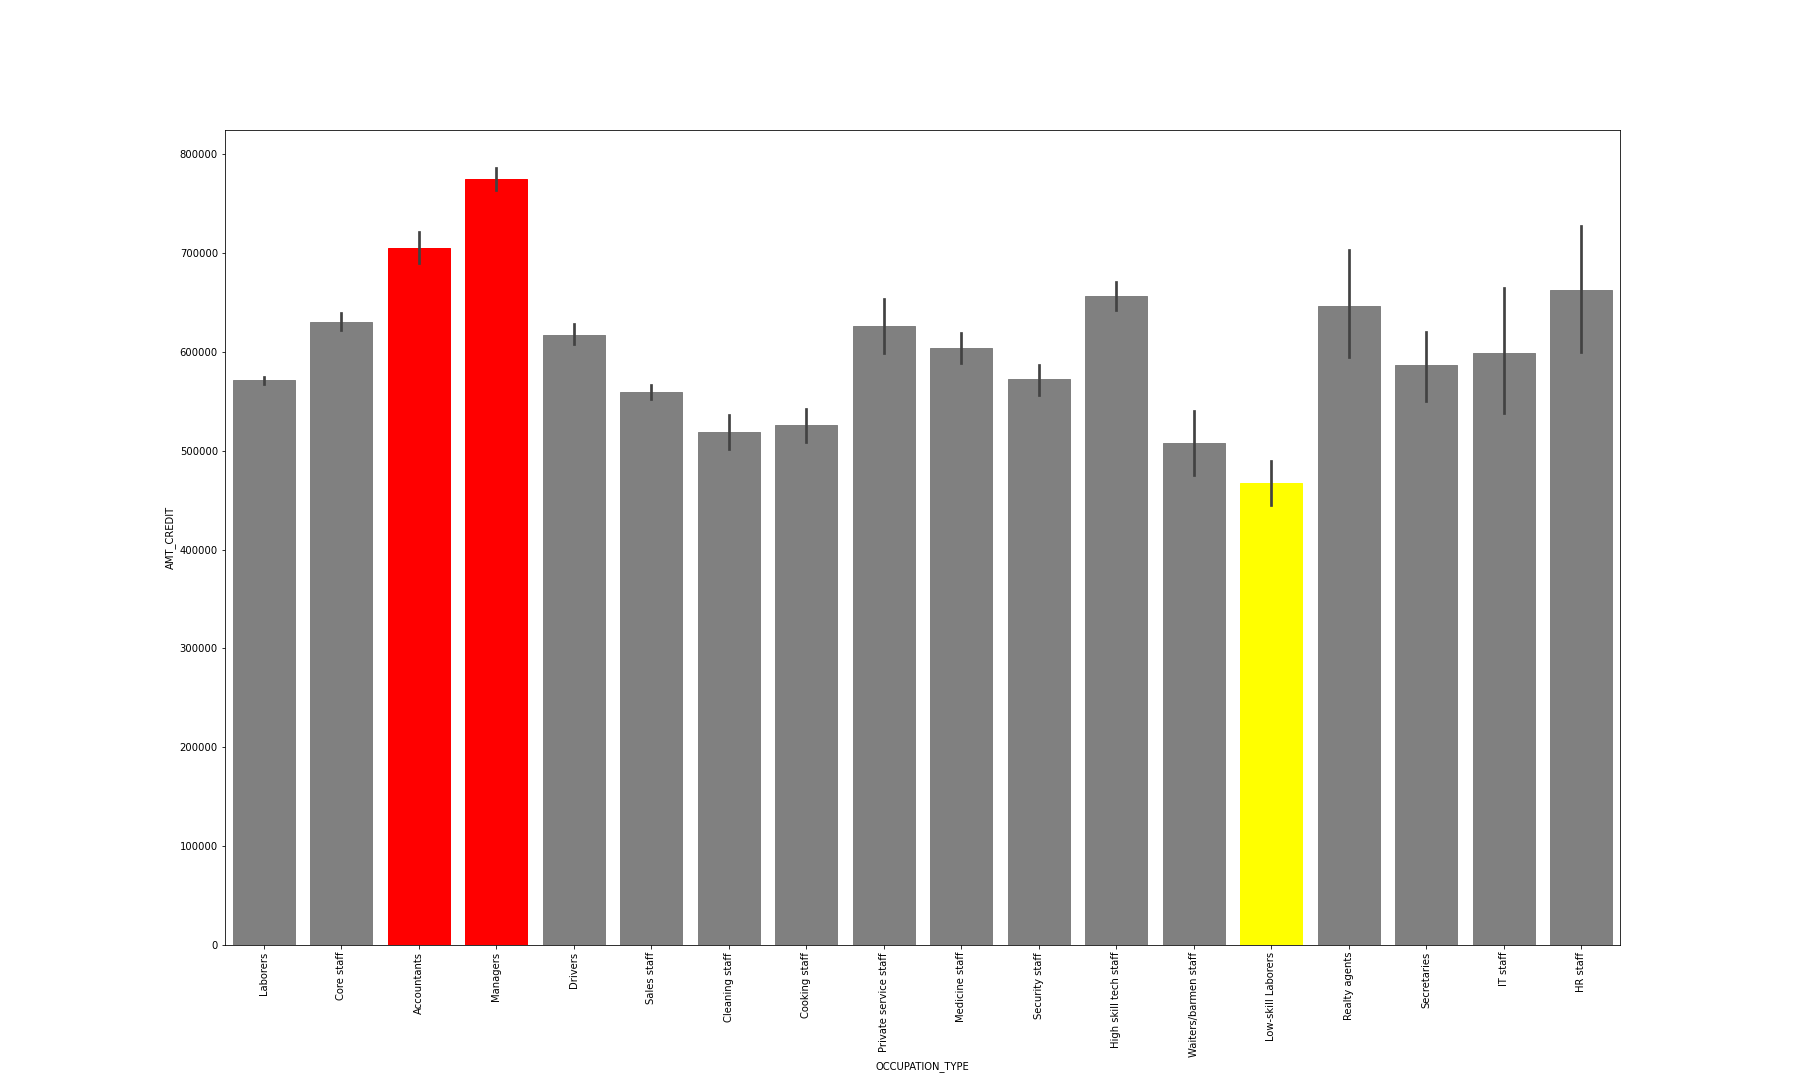 800000
700000
600000
500000
400000
300000
200000
100000
0
AMT_CREDIT
Laborers
Core staff
Accountants
Managers
Drivers
Sales staff
Cleaning staff
Cooking staff
Private service staff
Medicine staff
Security staff
High skill tech staff
Waiters/barmen staff
Low-skill Laborers
Realty agents
Secretaries
IT staff
HR staff
OCCUPATION_TYPE